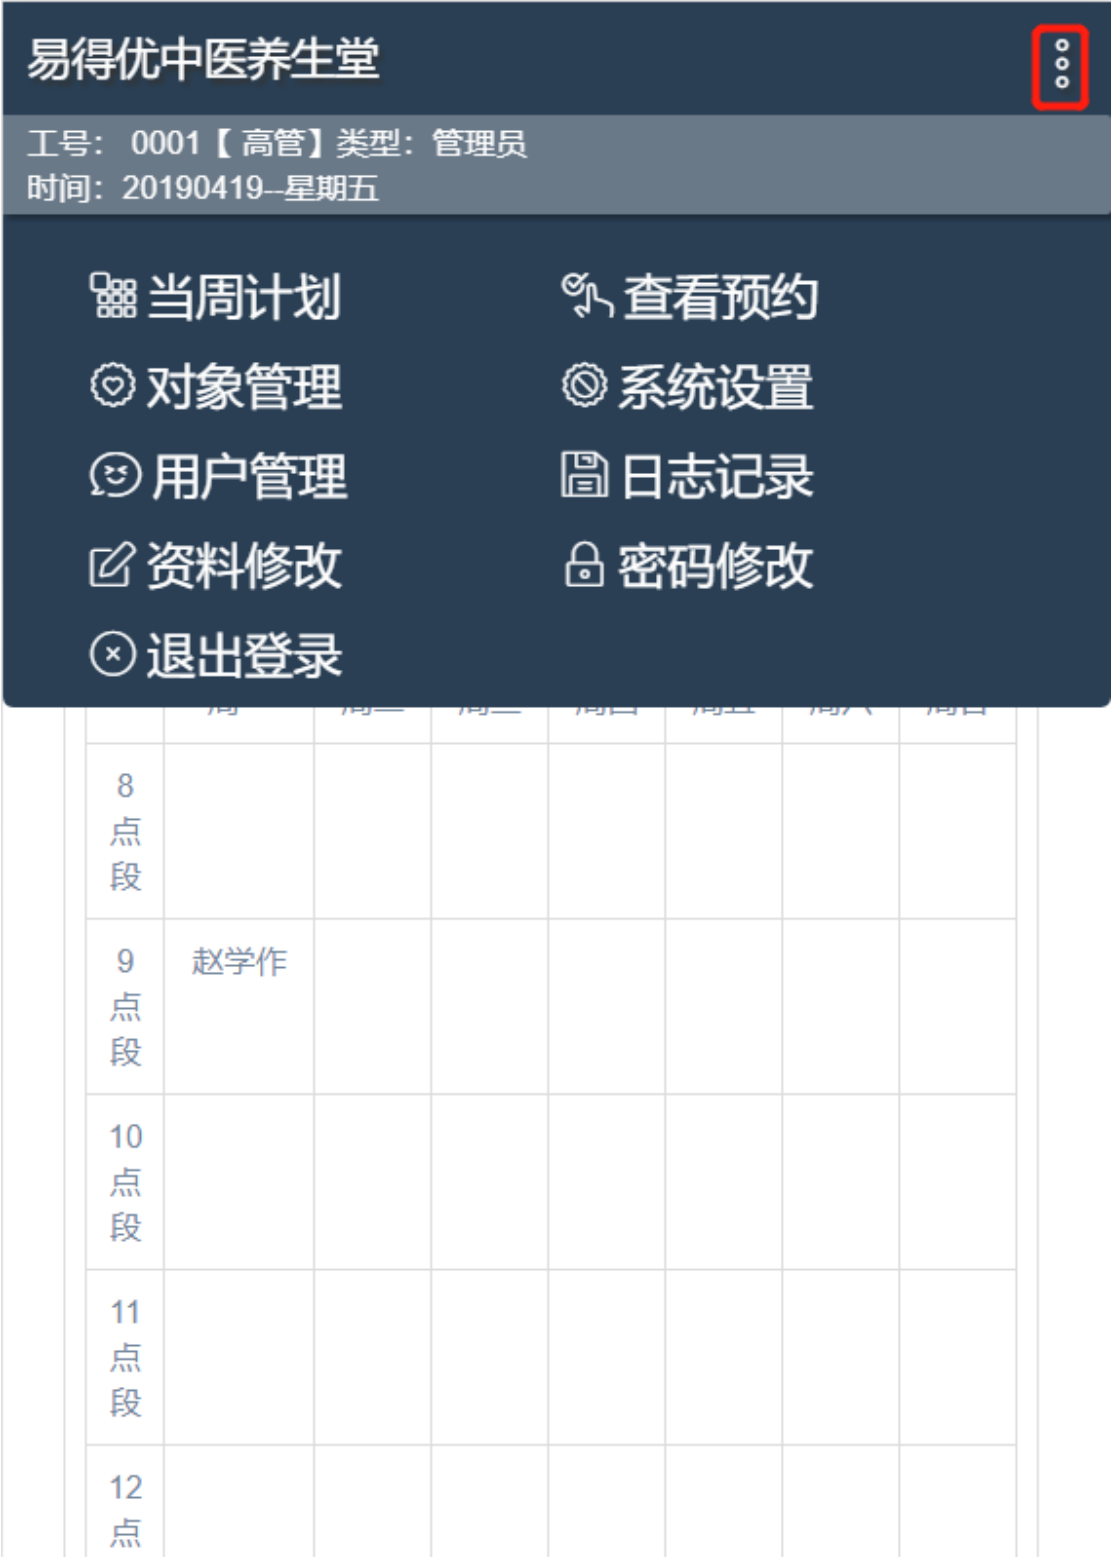 易得优中医养生堂
工号： 0001【 高管】类型：管理员
时间：20190419--星期五
当周计划 查看预约
对象管理 系统设置
用户管理 日志记录
资料修改 密码修改
退出登录
8
点
段
9 赵学作
点
段
10
点
段
11
点
段
12
点